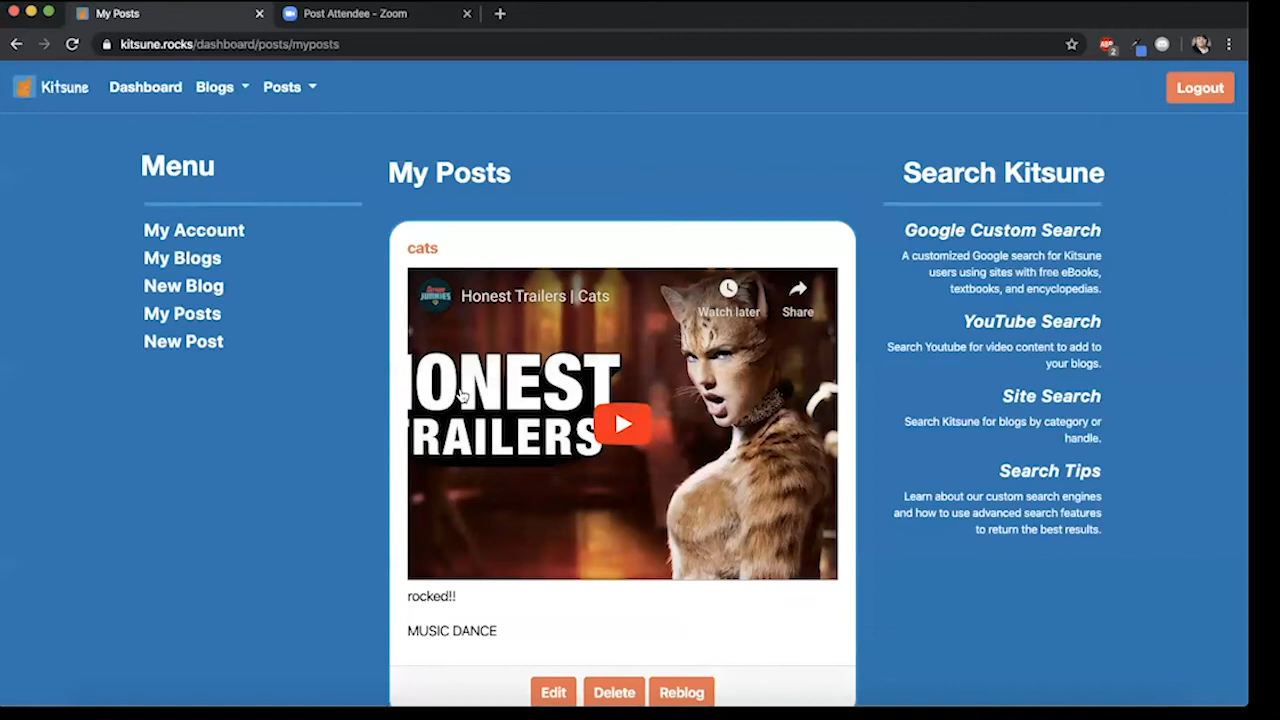 My Posts
Post Attendee - Zoom
kitsune.rocks/dashboard/posts/myposts
ABP
2
Kitsune
Dashboard
Blogs
Posts
Logout
Menu
My Account
My Blogs
New Blog
My Posts
New Post
My Posts
cats
Honest Trailers | Cats
Watch later
Share
HONEST
TRAILERS
rocked!!
MUSIC DANCE
Edit
Delete
Reblog
Search Kitsune
Google Custom Search
A customized Google search for Kitsune
users using sites with free eBooks,
textbooks, and encyclopedias.
YouTube Search
Search Youtube for video content to add to
your blogs.
Site Search
Search Kitsune for blogs by category or
handle.
Search Tips
Learn about our custom search engines
and how to use advanced search features
to return the best results.